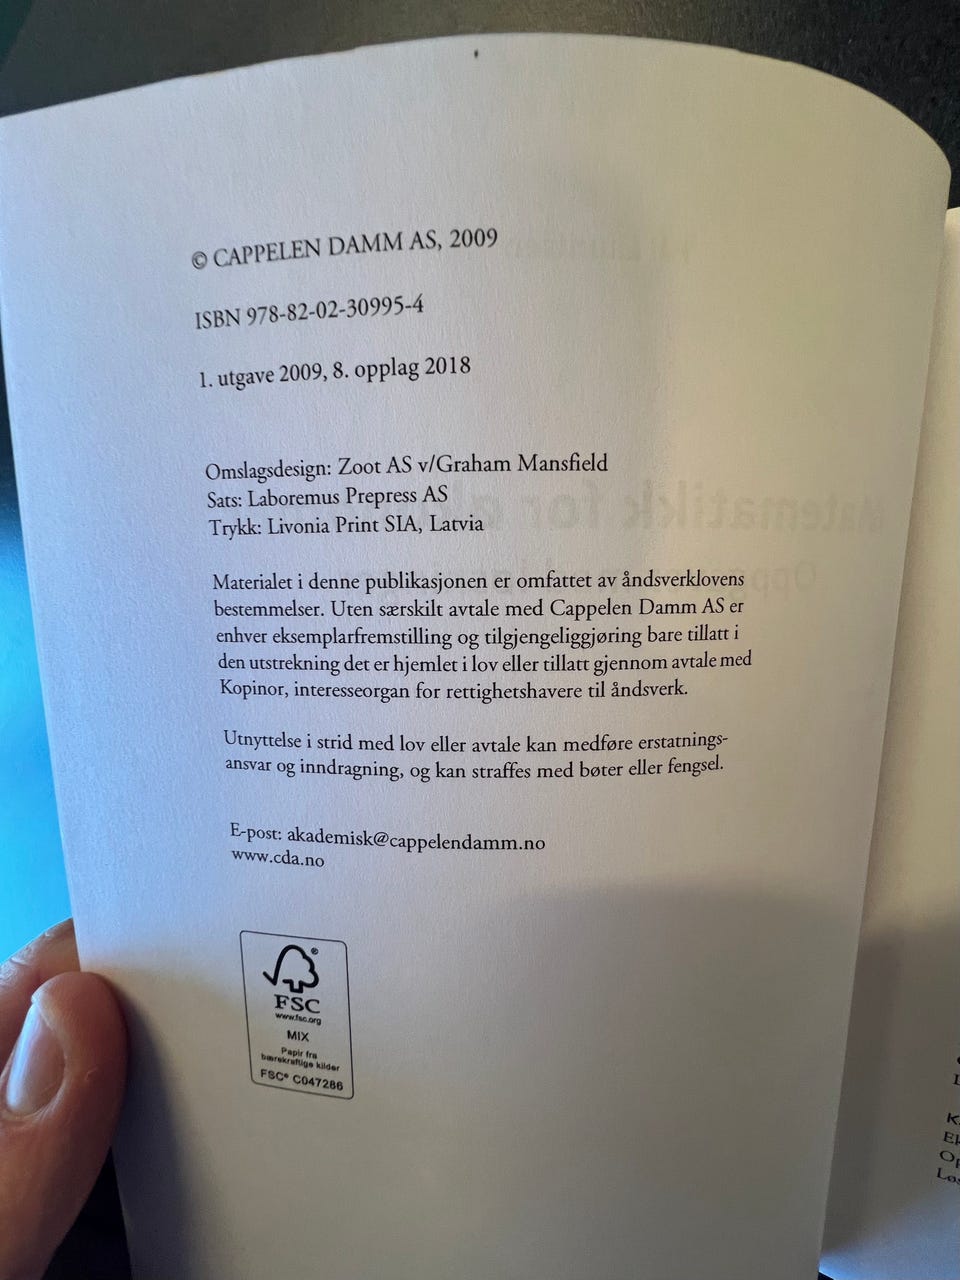 © CAPPELEN DAMM AS, 2009
ISBN 978-82-02-30995-4
1. utgave 2009, 8. opplag 2018
Omslagsdesign: Zoot AS v/Graham Mansfield
Sats: Laboremus Prepress AS
Trykk: Livonia Print SIA, Latvia
Materialet i denne publikasjonen er omfattet av åndsverklovens
bestemmelser. Uten særskilt avtale med Cappelen Damm AS er
enhver eksemplarfremstilling og tilgjengeliggjøring bare tillatt i
den utstrekning det er hjemlet i lov eller tillatt gjennom avtale med
Kopinor, interesseorgan for rettighetshavere til åndsverk.
Utnyttelse i strid med lov eller avtale kan medføre erstatnings-
ansvar og inndragning, og kan straffes med bøter eller fengsel.
E-post: akademisk@cappelendamm.no
www.cda.no
®
FSC
www.fsc.org
MIX
Papir fra
bærekraftige kilder
FSC® C047286